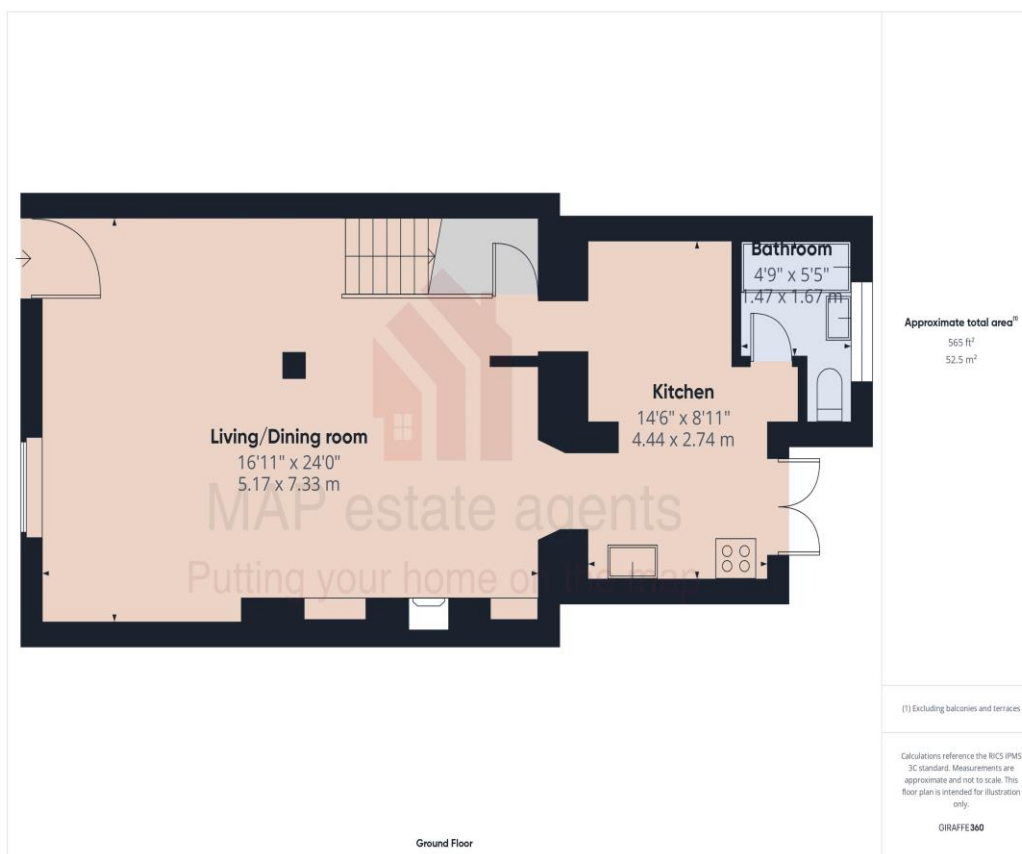 Bathroom
4'9" x 5'5"
1.47 x 1.67 m
Kitchen
14'6" x 8'11"
4.44 x 2.74 m
Living/Dining room
16'11" x 24'0"
5.17 x 7.33 m
MAP estate agents
Putting your home on the map
Ground Floor
Approximate total area(1)
565 ft²
52.5 m²
(1) Excluding balconies and terraces
Calculations reference the RICS IPMS
3C standard. Measurements are
approximate and not to scale. This
floor plan is intended for illustration
only.
GIRAFFE360